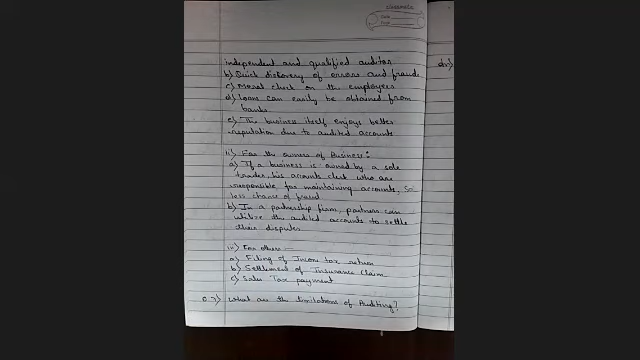 classmate
Date
Page
independent and qualified auditor
b) Quick discovery of errors and frauds
c) Moral check on the employees
d) Loans can easily be obtained from
banks.
e) The business itself enjoys better
reputation due to audited accounts
ii) For the owners of Business:
a) If a business is owned by a sole
trader, his accounts clerk who are
responsible for maintaining accounts, So
less chance of fraud
b) In a partnership firm, partners can
utilize the audited accounts to settle
their disputes
iii) For others
a) Filing of Income tax return
b) Settlement of Insurance Claim
c) Sales Tax payment
Q.7) What are the limitations of Auditing?